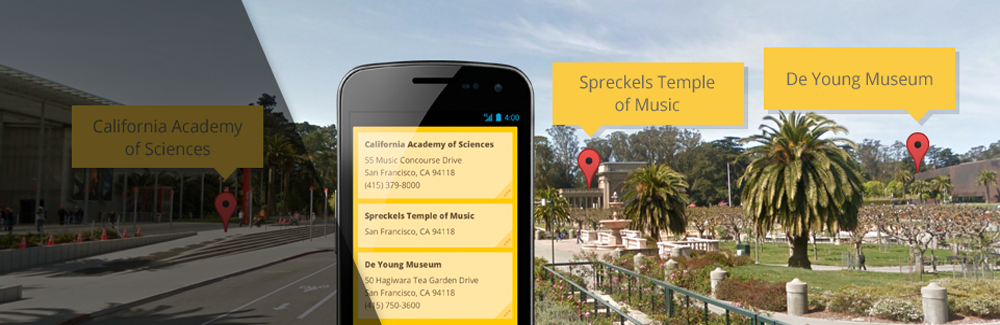 California Academy
of Sciences
4:00
California Academy of Sciences
55 Music Concourse Drive
San Francisco, CA 94118
(415) 379-8000
Spreckels Temple of Music
San Francisco, CA 94118
De Young Museum
50 Hagiwara Tea Garden Drive
San Francisco, CA 94118
(415) 750-3600
Spreckels Temple
of Music
De Young Museum